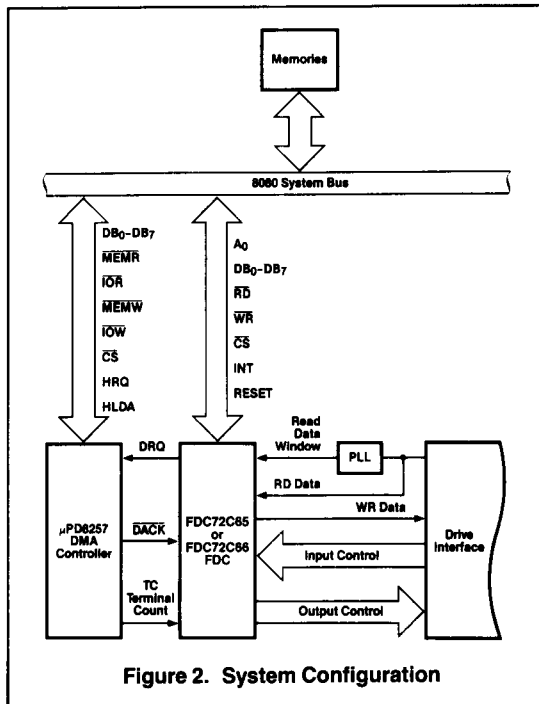 Memories
8080 System Bus
DB0-DB7
MEMR
IOR
MEMW
IOW
CS
HRQ
HLDA
A0
DB0-DB7
RD
WR
CS
INT
RESET
DRQ
Read
Data
Window
PLL
RD Data
WR Data
μPD8257
DMA
Controller
DACK
FDC72C65
or
FDC72C66
FDC
Drive
Interface
Input Control
TC
Terminal
Count
Output Control
Figure 2. System Configuration